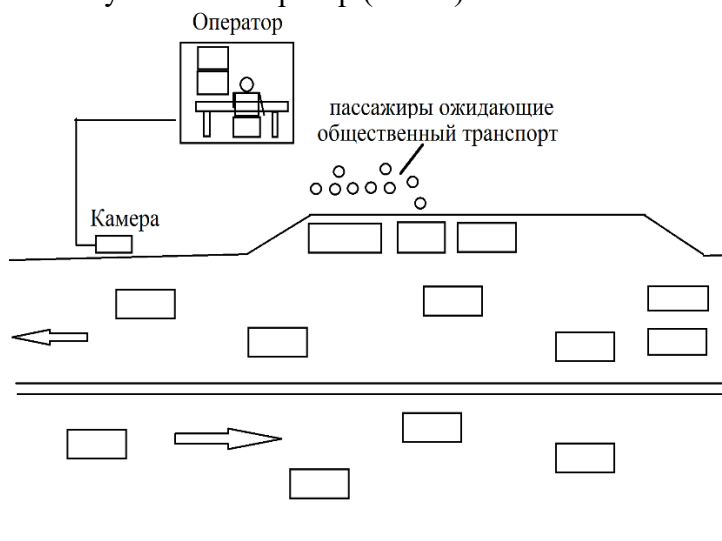 Оператор
пассажиры ожидающие
общественный транспорт
Камера